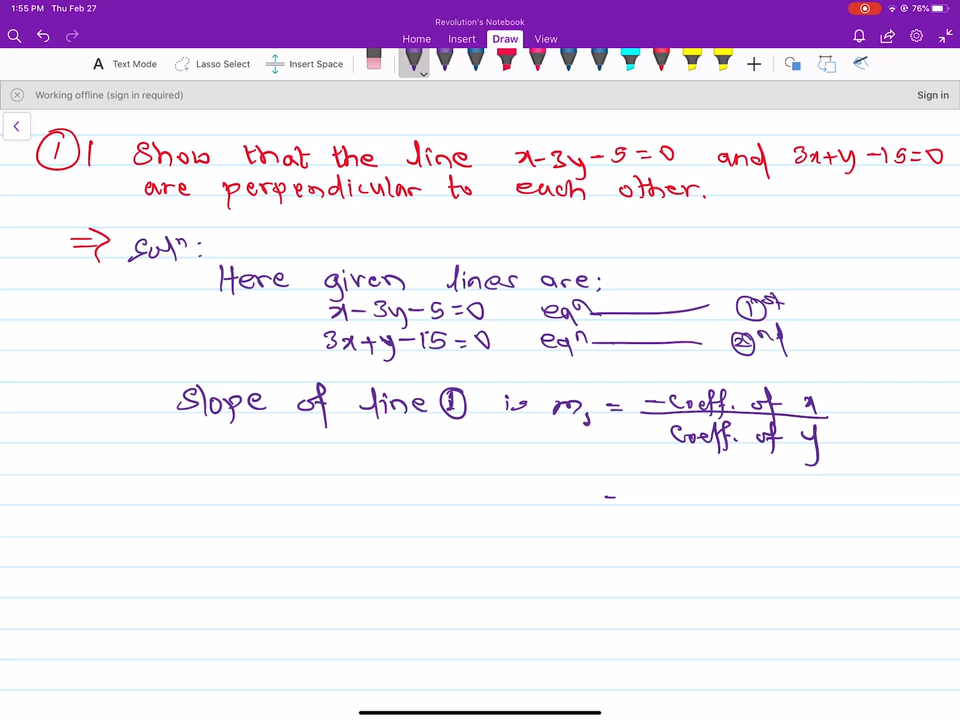 1:55 PM Thu Feb 27
76%
Revolution's Notebook
Home Insert Draw View
A Text Mode Lasso Select Insert Space
Working offline (sign in required) Sign in
① Show that the line x-3y-5=0 and 3x+y-15=0
are perpendicular to each other.
⇒ Solⁿ:
Here given lines are;
x-3y-5=0 eqⁿ ——— ①
3x+y-15=0 eqⁿ ——— ②nd
Slope of line ① is m₁ = -coeff. of x / coeff. of y
=